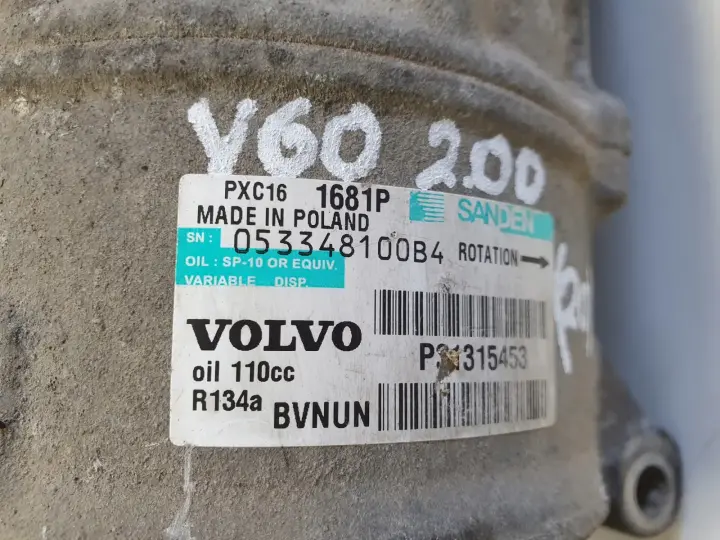 V60 2.00
PXC16 1681P SANDEN
MADE IN POLAND
SN: 053348100B4 ROTATION
OIL: SP-10 OR EQUIV.
VARIABLE DISP.
VOLVO
oil 110cc P31315453
R134a BVNUN